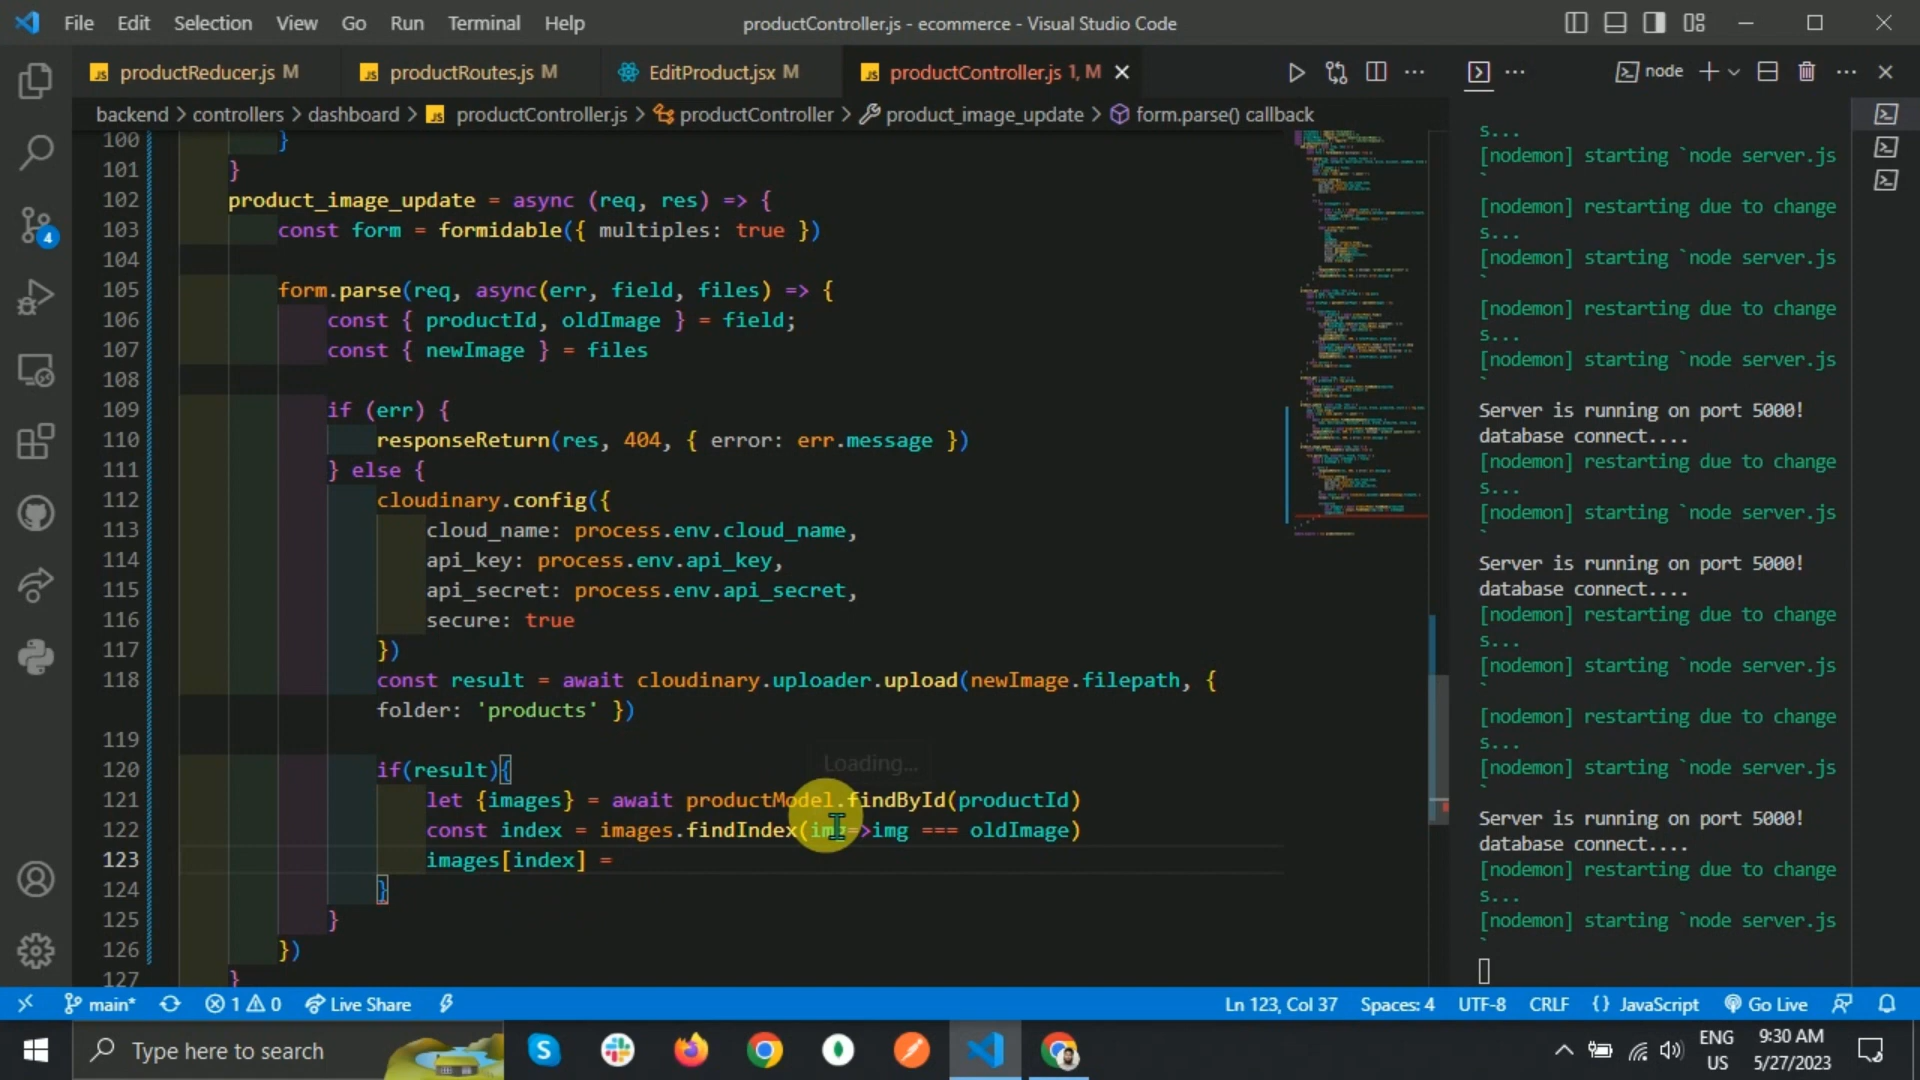 File Edit Selection View Go Run Terminal Help
productController.js - ecommerce - Visual Studio Code
JS productReducer.js M
JS productRoutes.js M
EditProduct.jsx M
JS productController.js 1, M
node
backend > controllers > dashboard > JS productController.js > productController > product_image_update > form.parse() callback
100 }
101 }
102 product_image_update = async (req, res) => {
103 const form = formidable({ multiples: true })
104
105 form.parse(req, async(err, field, files) => {
106 const { productId, oldImage } = field;
107 const { newImage } = files
108
109 if (err) {
110 responseReturn(res, 404, { error: err.message })
111 } else {
112 cloudinary.config({
113 cloud_name: process.env.cloud_name,
114 api_key: process.env.api_key,
115 api_secret: process.env.api_secret,
116 secure: true
117 })
118 const result = await cloudinary.uploader.upload(newImage.filepath, {
folder: 'products' })
119
Loading...
120 if(result){
121 let {images} = await productModel.findById(productId)
122 const index = images.findIndex(img=>img === oldImage)
123 images[index] =
124 }
125 }
126 })
127 }
s...
[nodemon] starting `node server.js
`
[nodemon] restarting due to change
s...
[nodemon] starting `node server.js
`
[nodemon] restarting due to change
s...
[nodemon] starting `node server.js
`
Server is running on port 5000!
database connect....
[nodemon] restarting due to change
s...
[nodemon] starting `node server.js
`
Server is running on port 5000!
database connect....
[nodemon] restarting due to change
s...
[nodemon] starting `node server.js
`
[nodemon] restarting due to change
s...
[nodemon] starting `node server.js
`
Server is running on port 5000!
database connect....
[nodemon] restarting due to change
s...
[nodemon] starting `node server.js
`
4
main* 1 0 Live Share
Ln 123, Col 37 Spaces: 4 UTF-8 CRLF {} JavaScript Go Live
Type here to search
ENG
US
9:30 AM
5/27/2023